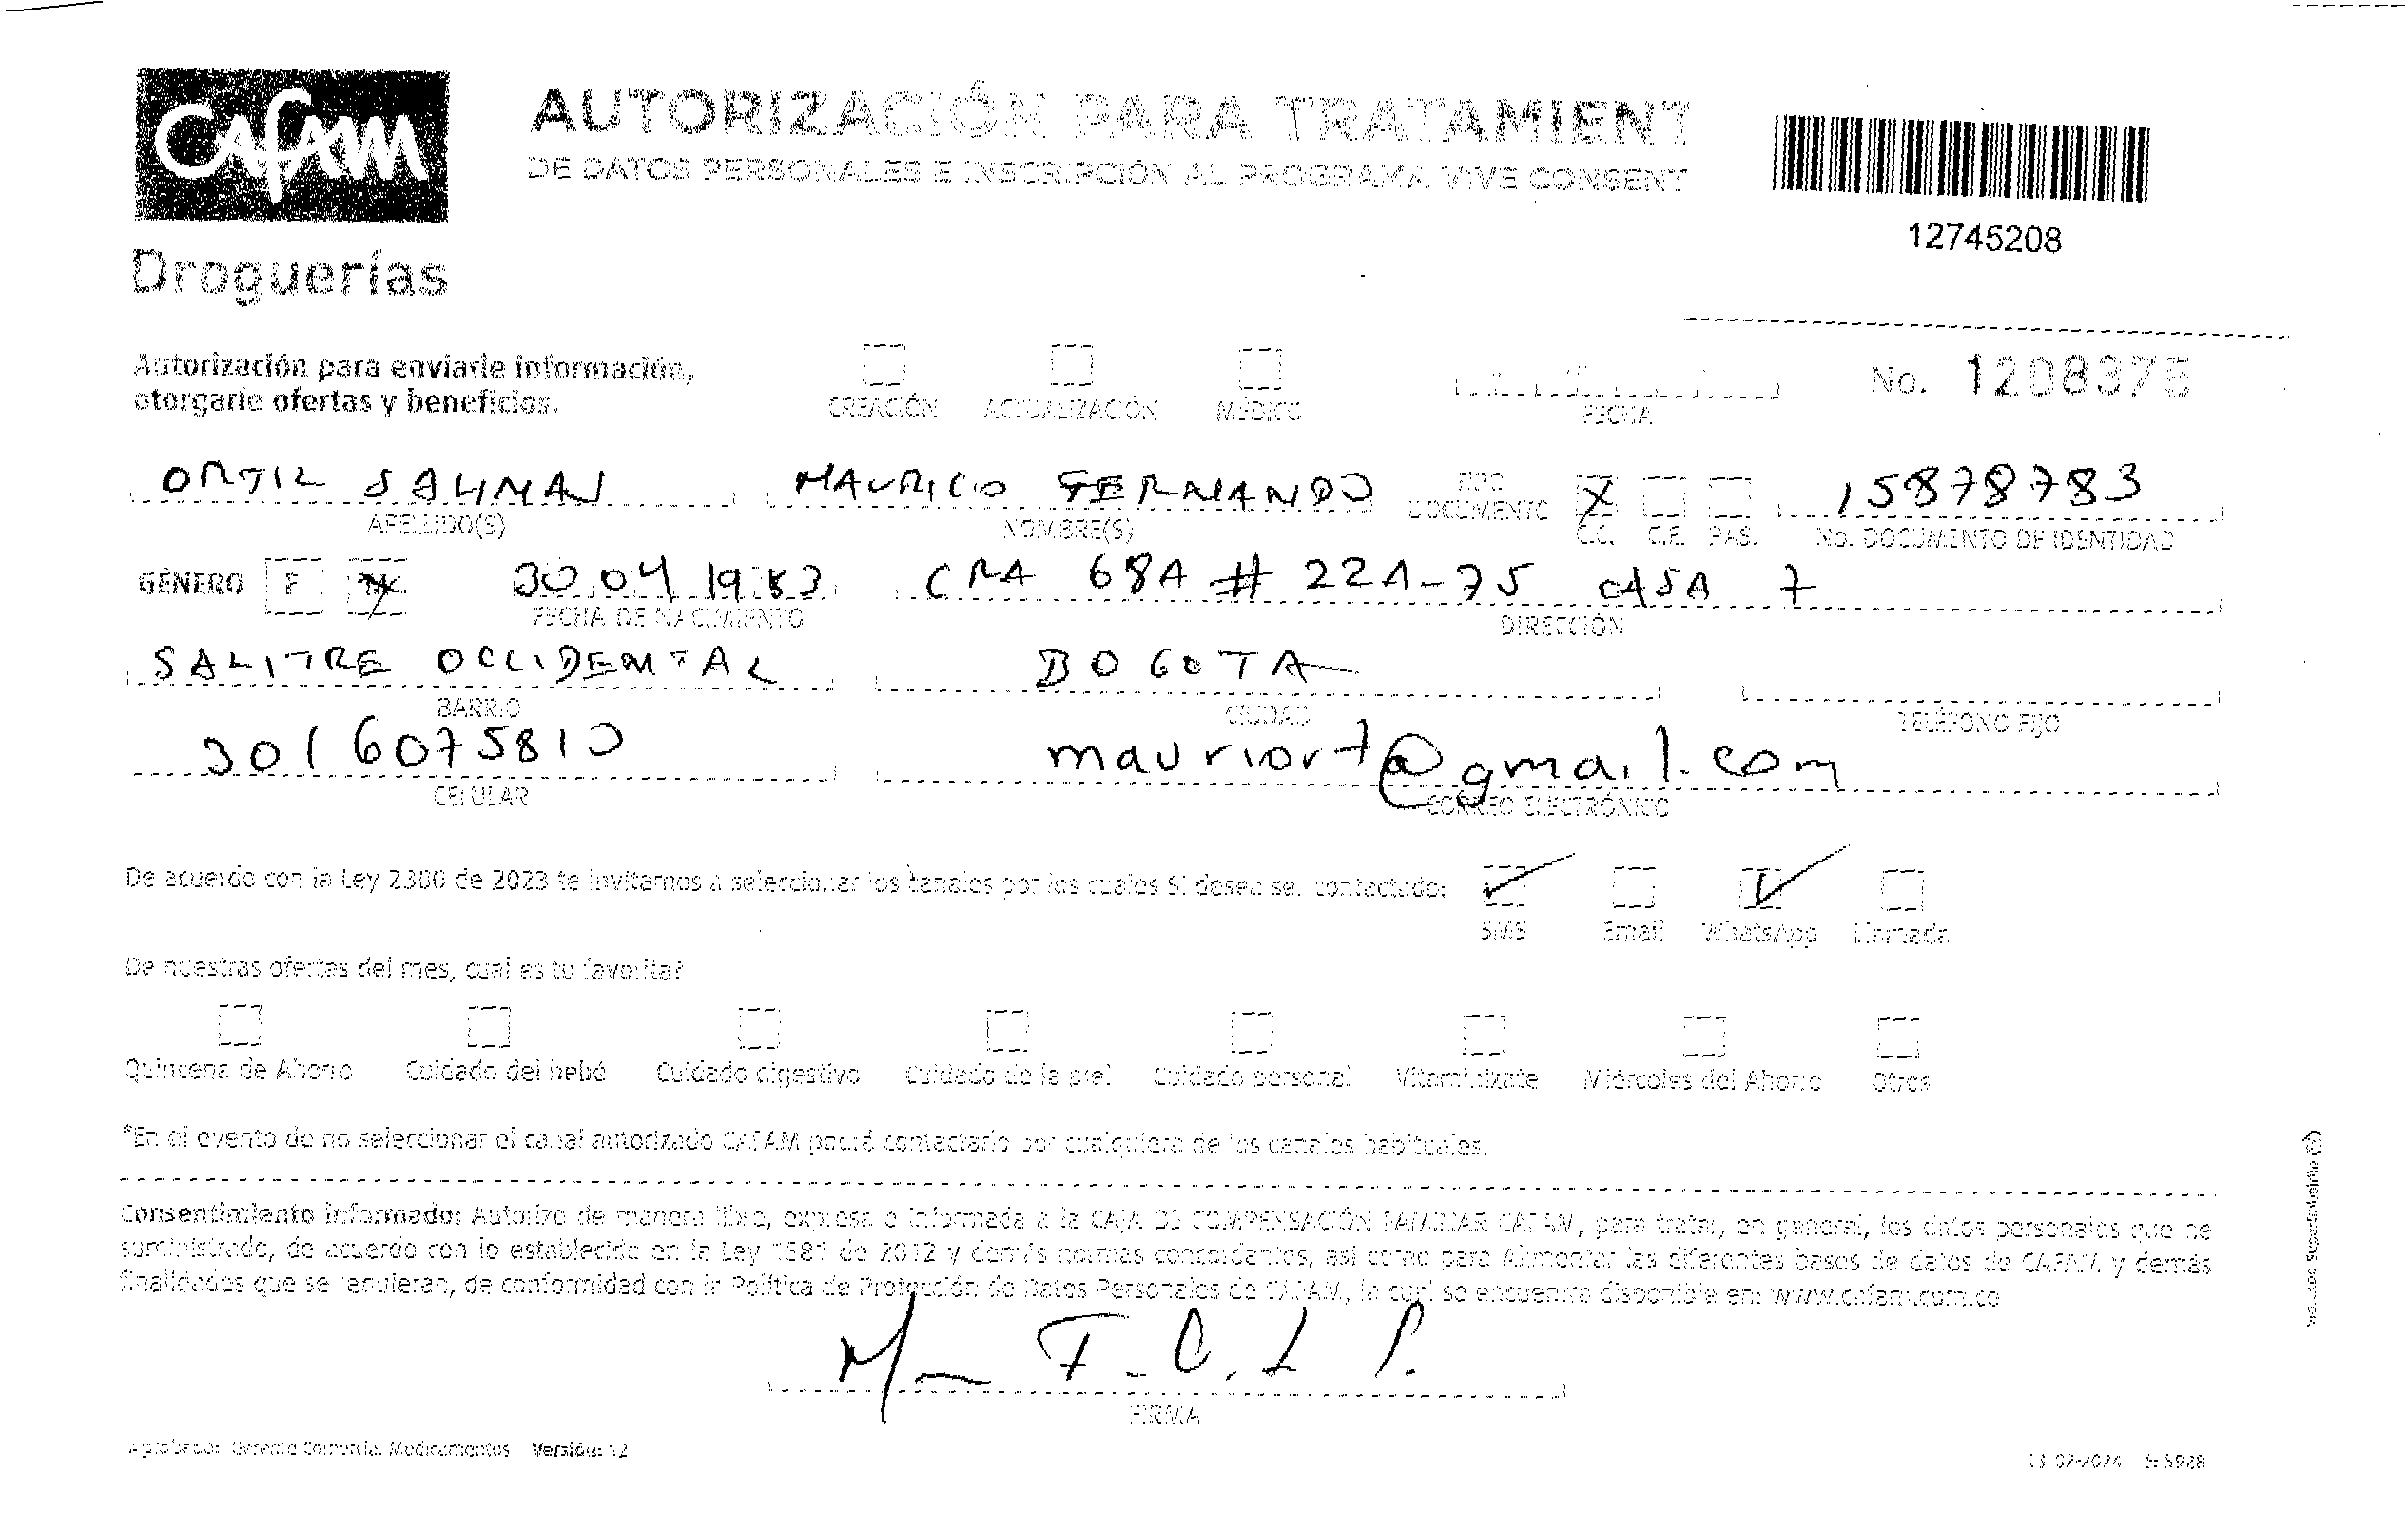 Cafam
Droguerías
AUTORIZACIÓN PARA TRATAMIENT
DE DATOS PERSONALES E INSCRIPCIÓN AL PROGRAMA VIVE CONSENT
12745208
Autorización para enviarle información,
otorgarle ofertas y beneficios.
CREACIÓN ACTUALIZACIÓN MÉDICO FECHA
No. 1208375
ORTIZ MAURICIO FERNANDO 15878783
APELLIDO(S) NOMBRE(S) TIPO DOCUMENTO C.C. C.E. PAS. No. DOCUMENTO DE IDENTIDAD
GÉNERO F M 30 04 1983 CRA 68A # 22A-75 CASA 7
FECHA DE NACIMIENTO DIRECCIÓN
SALITRE OCCIDENTAL BOGOTA
BARRIO CIUDAD TELÉFONO FIJO
301 6075810 mauriort@gmail.com
CELULAR CORREO ELECTRÓNICO
De acuerdo con la Ley 2300 de 2023 te invitamos a seleccionar los canales por los cuales SI desea ser contactado:
SMS Email WhatsApp Llamada
De nuestras ofertas del mes, cual es tu favorita?
Quincena de Ahorro Cuidado del bebé Cuidado digestivo Cuidado de la piel Cuidado personal Vitaminízate Miércoles del Ahorro Otros
*En el evento de no seleccionar el canal autorizado CAFAM podrá contactarlo por cualquiera de los canales habituales.
Consentimiento informado: Autorizo de manera libre, expresa e informada a la CAJA DE COMPENSACIÓN FAMILIAR CAFAM, para tratar, en general, los datos personales que he
suministrado, de acuerdo con lo establecido en la Ley 1581 de 2012 y demás normas concordantes, así como para Alimentar las diferentes bases de datos de CAFAM y demás
finalidades que se requieran, de conformidad con la Política de Protección de Datos Personales de CAFAM, la cual se encuentra disponible en: www.cafam.com.co
FIRMA
Aprobado: Gerente Comercial Medicamentos Versión: 12